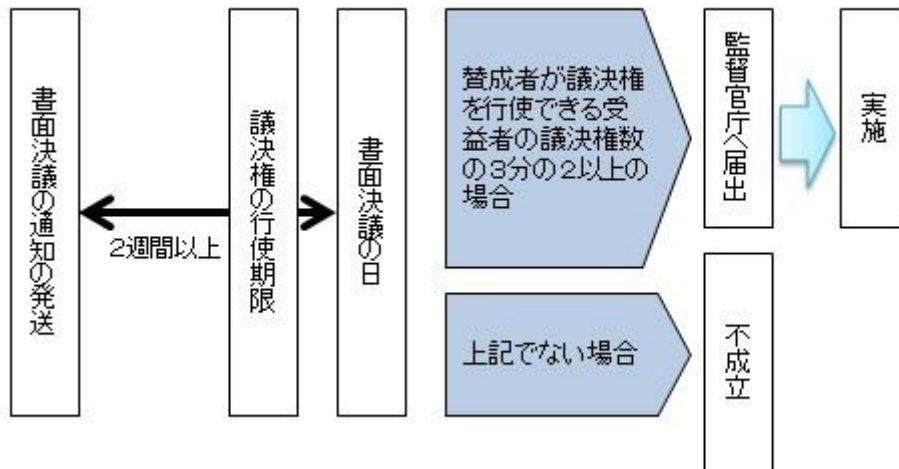 書面決議の通知の発送
2週間以上
議決権の行使期限
書面決議の日
賛成者が議決権
を行使できる受
益者の議決権数
の3分の2以上の
場合
監督官庁へ届出
実施
上記でない場合
不成立